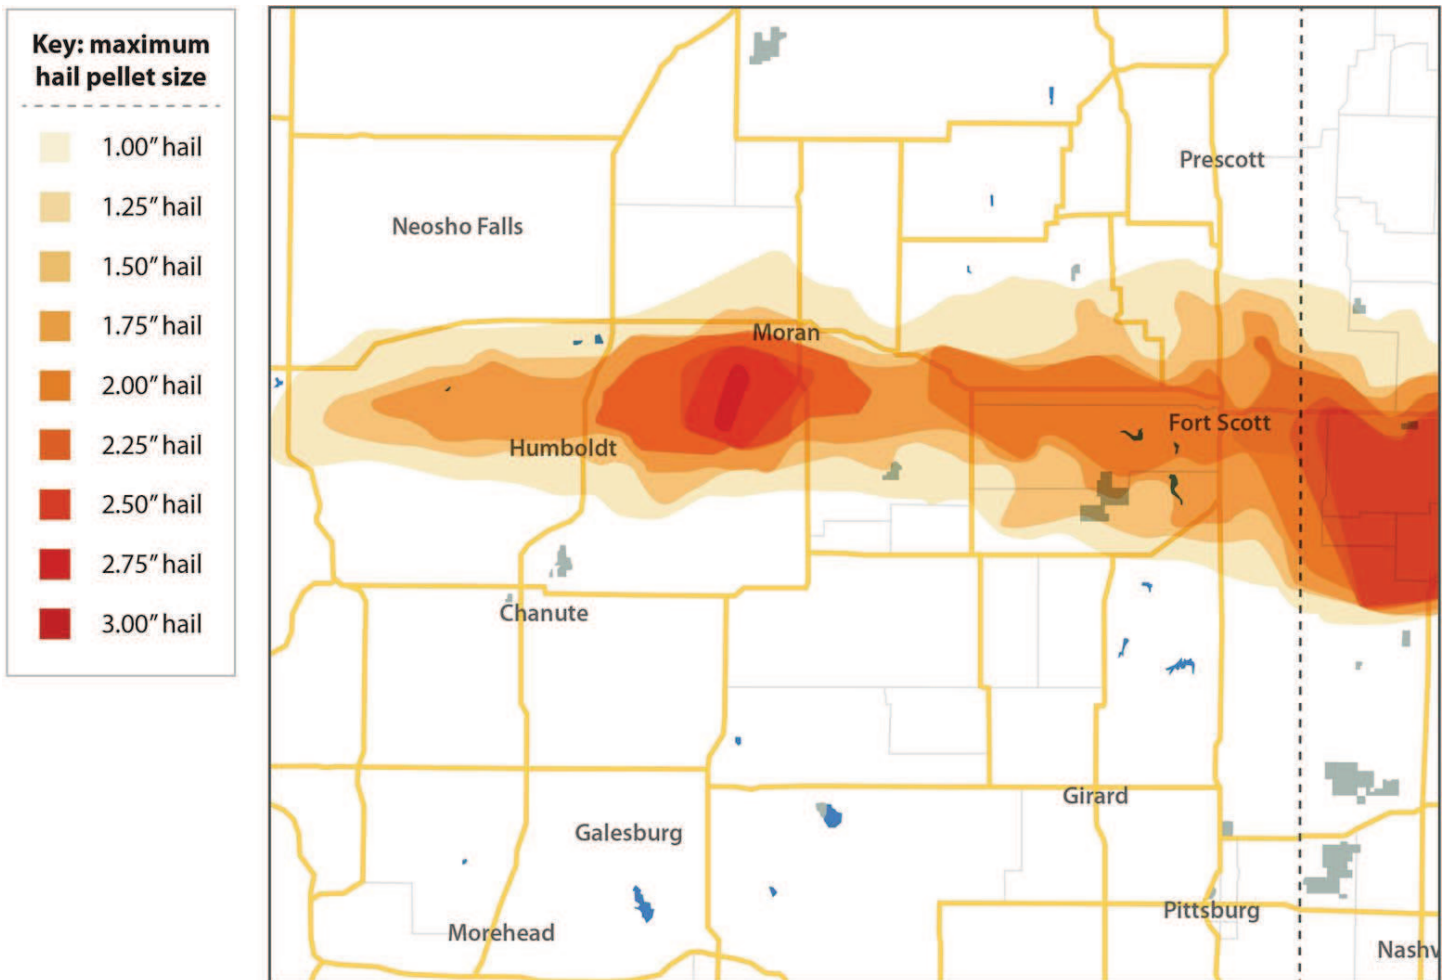 Key: maximum
hail pellet size
1.00” hail
1.25” hail
1.50” hail
1.75” hail
2.00” hail
2.25” hail
2.50” hail
2.75” hail
3.00” hail
Prescott
Neosho Falls
Moran
Fort Scott
Humboldt
Chanute
Girard
Galesburg
Pittsburg
Morehead
Nashv